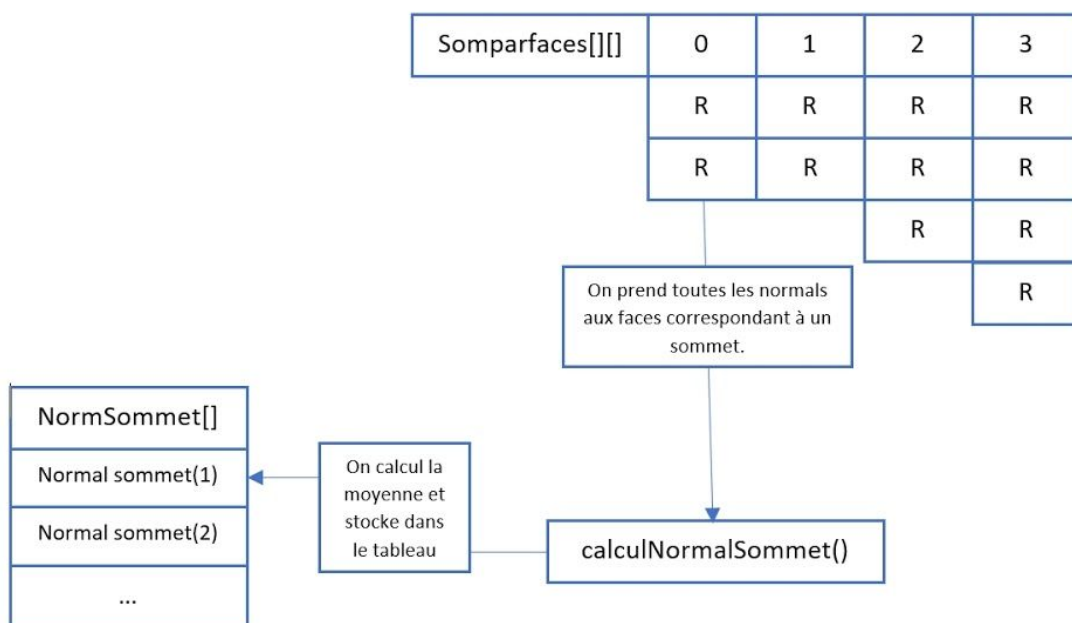 Somparfaces[][] 0 1 2 3
R R R R
R R R R
R R
R
On prend toutes les normals
aux faces correspondant à un
sommet.
NormSommet[]
Normal sommet(1)
Normal sommet(2)
...
On calcul la
moyenne et
stocke dans
le tableau
calculNormalSommet()